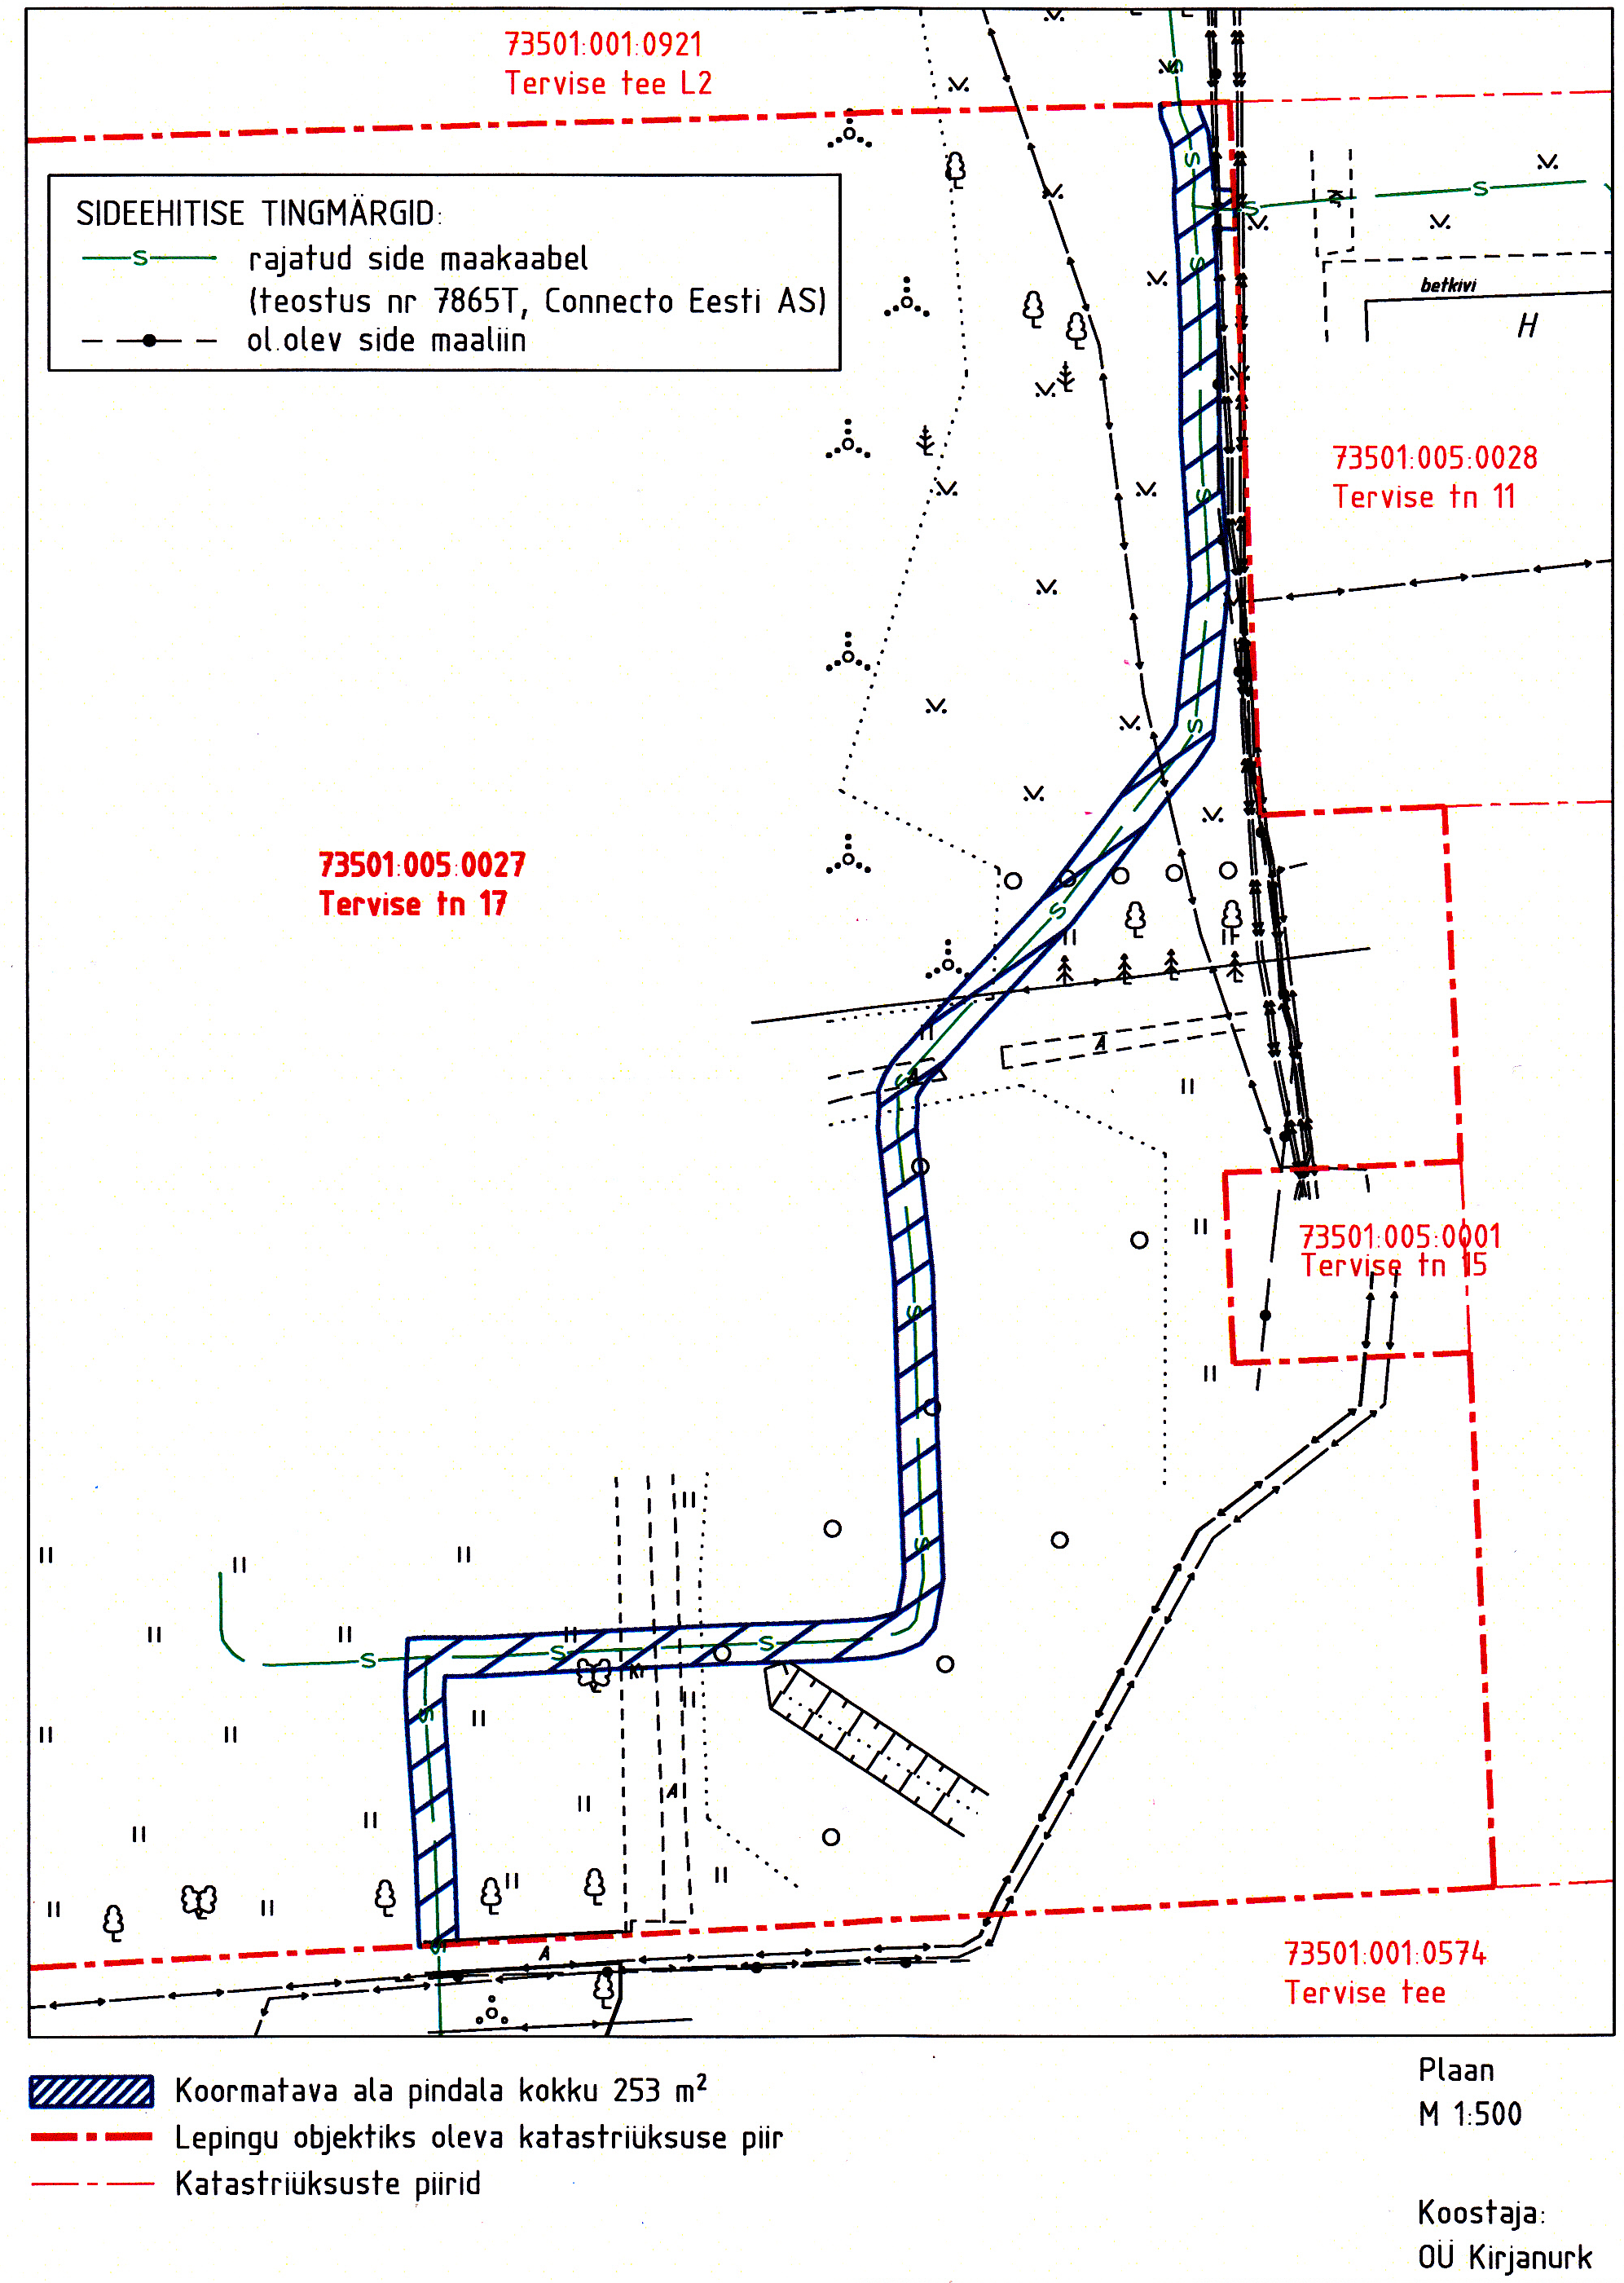 73501:001:0921
Tervise tee L2
SIDEEHITISE TINGMÄRGID:
S
rajatud side maakaabel
(teostus nr 7865T, Connecto Eesti AS)
ol.olev side maaliin
betkivi
H
73501:005:0028
Tervise tn 11
73501:005:0027
Tervise tn 17
A
73501:005:0001
Tervise tn 15
Kr
A
A
73501:001:0574
Tervise tee
Koormatava ala pindala kokku 253 m²
Lepingu objektiks oleva katastriüksuse piir
Katastriüksuste piirid
Plaan
M 1:500
Koostaja:
OÜ Kirjanurk